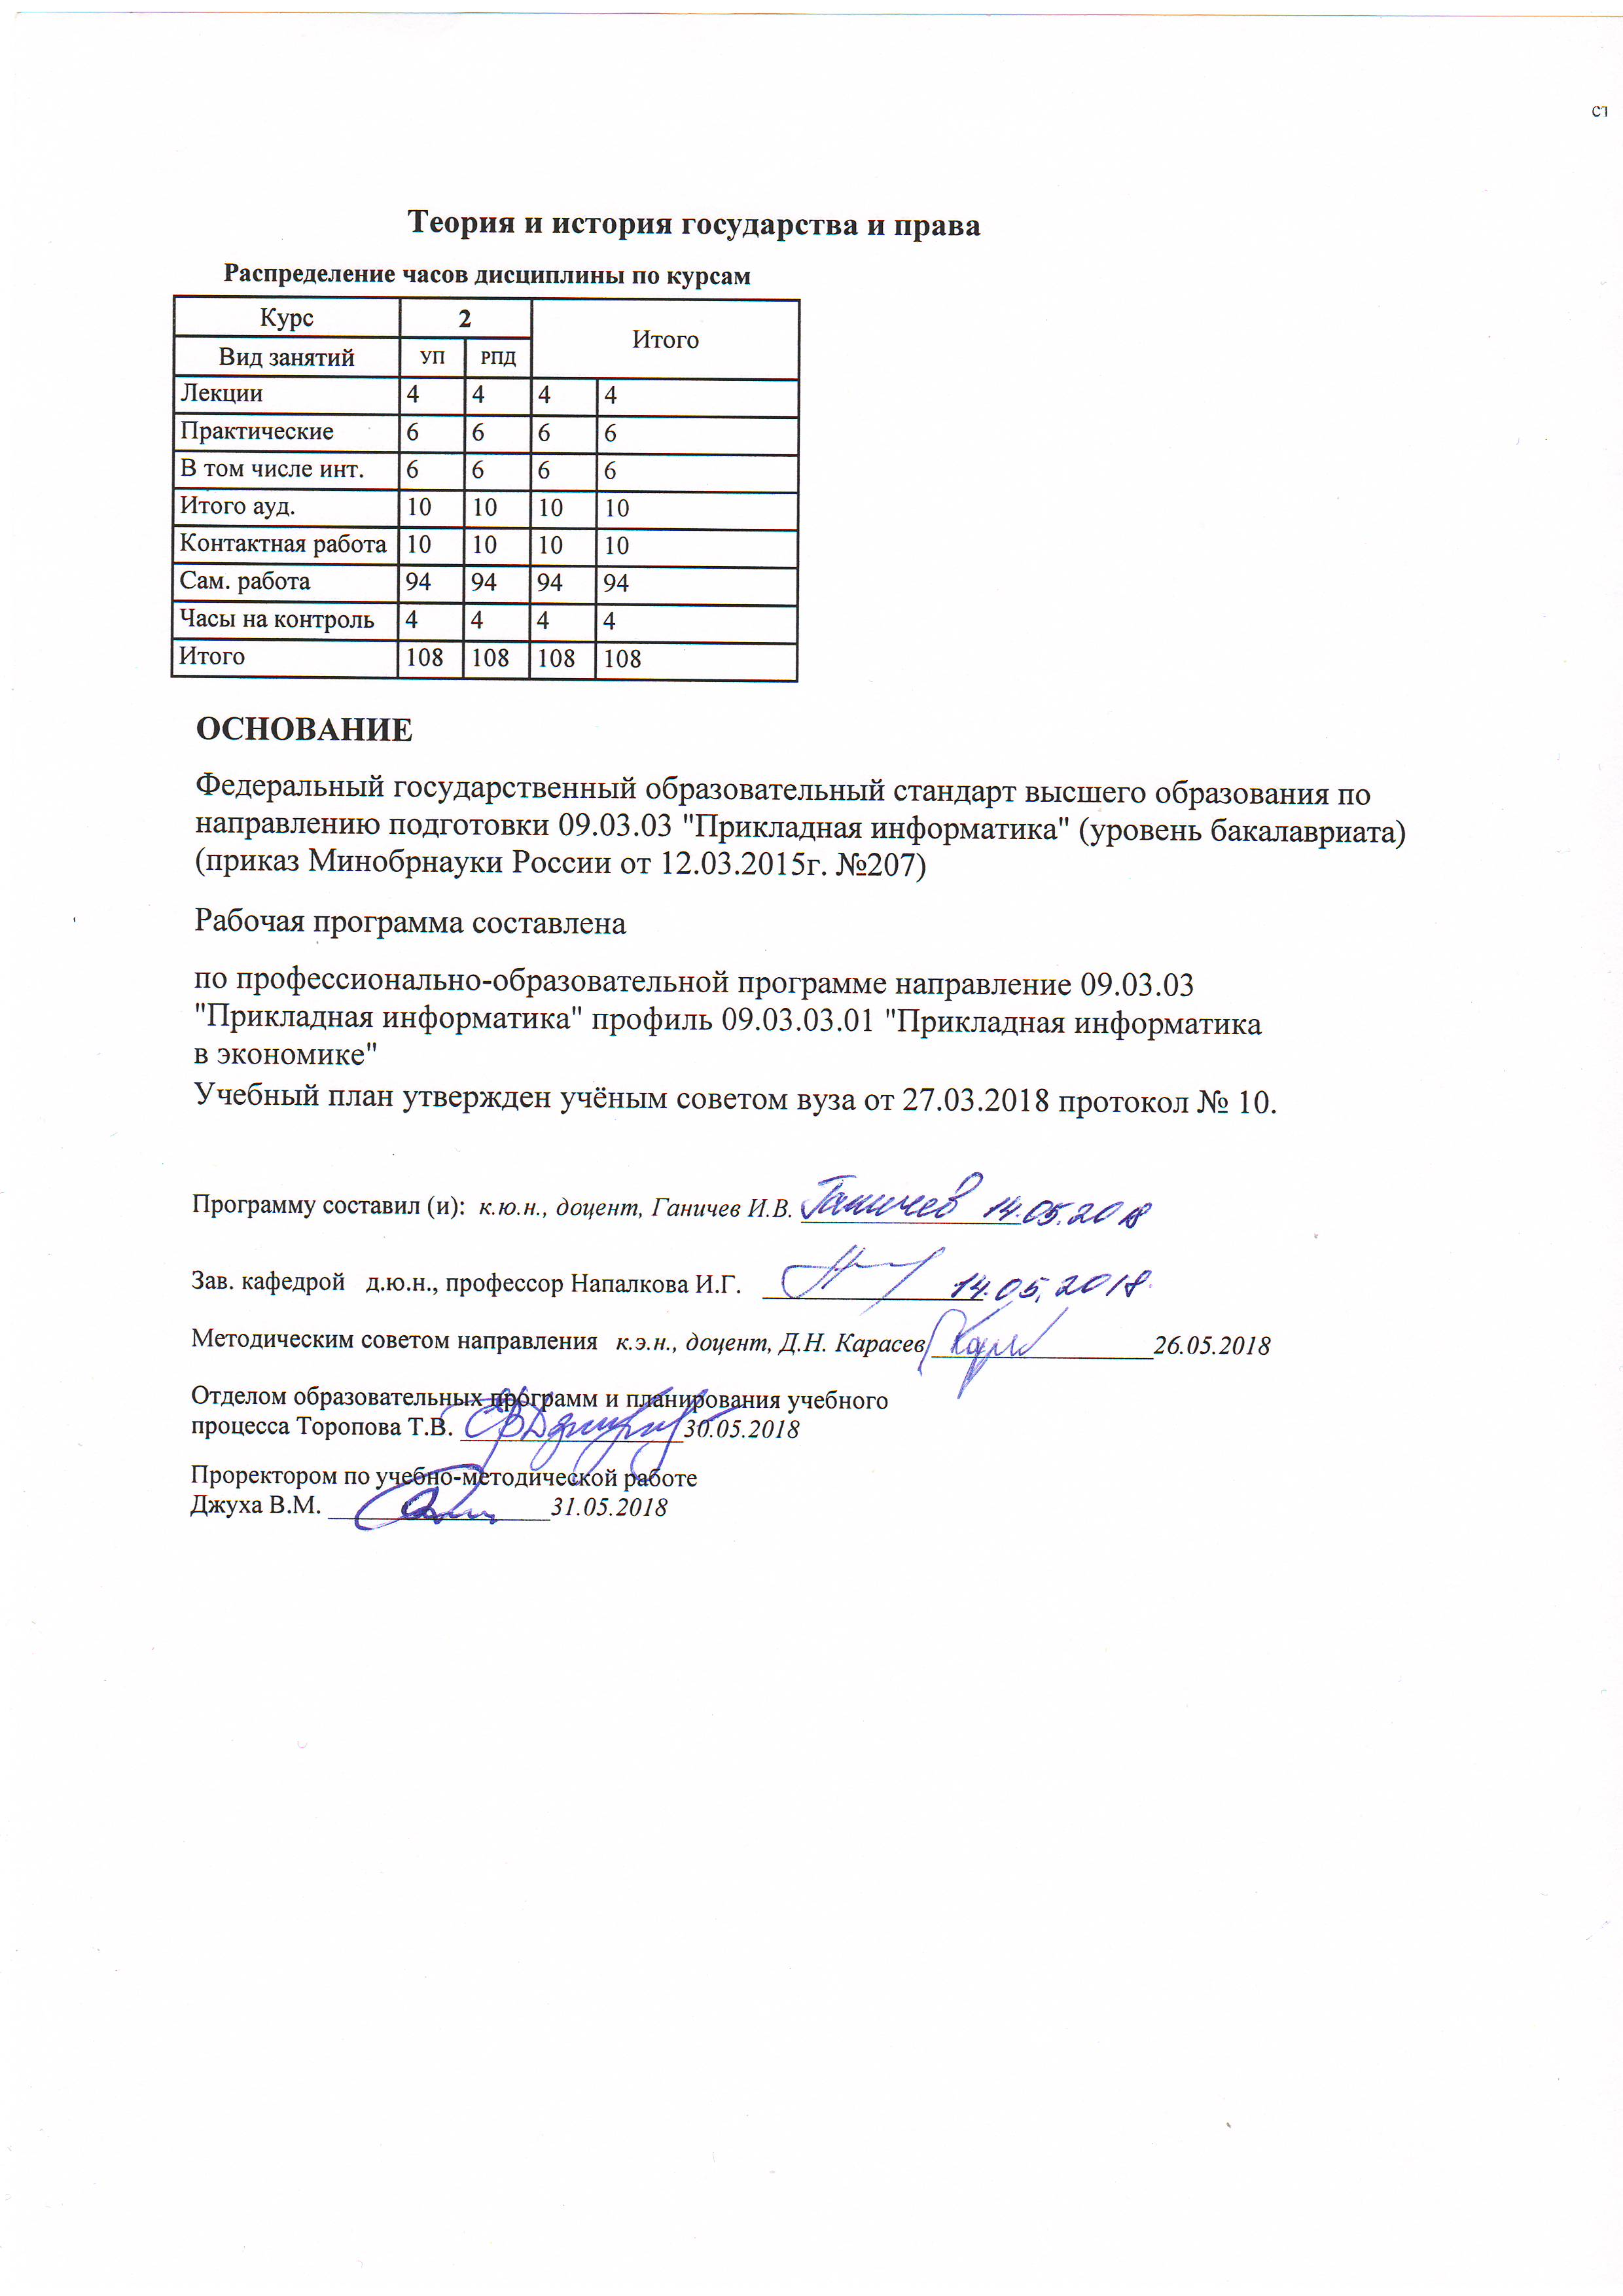 ст
Теория и история государства и права
Распределение часов дисциплины по курсам
Курс 2 Итого
Вид занятий УП РПД
Лекции 4 4 4 4
Практические 6 6 6 6
В том числе инт. 6 6 6 6
Итого ауд. 10 10 10 10
Контактная работа 10 10 10 10
Сам. работа 94 94 94 94
Часы на контроль 4 4 4 4
Итого 108 108 108 108
ОСНОВАНИЕ
Федеральный государственный образовательный стандарт высшего образования по
направлению подготовки 09.03.03 "Прикладная информатика" (уровень бакалавриата)
(приказ Минобрнауки России от 12.03.2015г. №207)
Рабочая программа составлена
по профессионально-образовательной программе направление 09.03.03
"Прикладная информатика" профиль 09.03.03.01 "Прикладная информатика
в экономике"
Учебный план утвержден учёным советом вуза от 27.03.2018 протокол № 10.
Программу составил (и): к.ю.н., доцент, Ганичев И.В. Ганичев 14.05.2018
Зав. кафедрой д.ю.н., профессор Напалкова И.Г. 14.05.2018
Методическим советом направления к.э.н., доцент, Д.Н. Карасев 26.05.2018
Отделом образовательных программ и планирования учебного
процесса Торопова Т.В. 30.05.2018
Проректором по учебно-методической работе
Джуха В.М. 31.05.2018